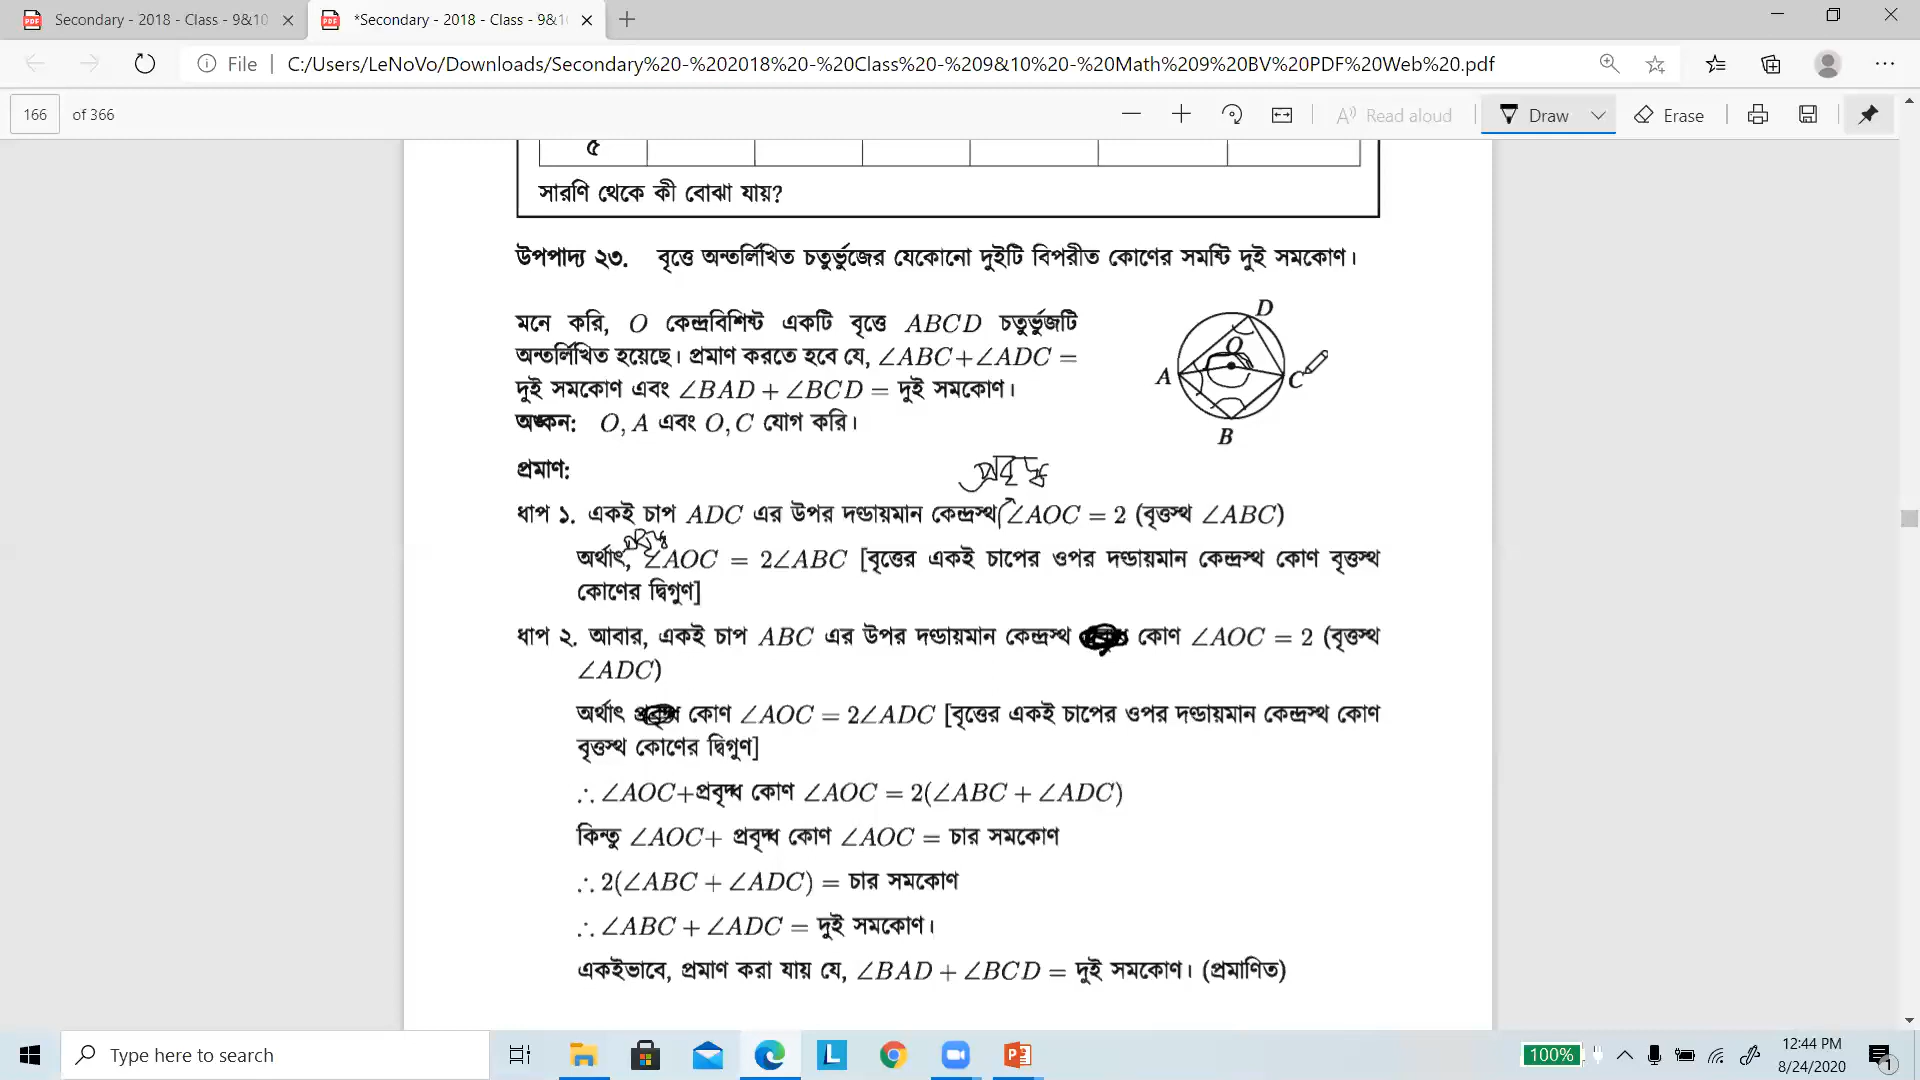 Secondary - 2018 - Class - 9&10
*Secondary - 2018 - Class - 9&1
File
C:/Users/LeNoVo/Downloads/Secondary%20-%202018%20-%20Class%20-%209&10%20-%20Math%209%20BV%20PDF%20Web%20.pdf
166 of 366
Read aloud
Draw
Erase
৫
সারণি থেকে কী বোঝা যায়?
উপপাদ্য ২৩. বৃত্তে অন্তর্লিখিত চতুর্ভুজের যেকোনো দুইটি বিপরীত কোণের সমষ্টি দুই সমকোণ।
মনে করি, O কেন্দ্রবিশিষ্ট একটি বৃত্তে ABCD চতুর্ভুজটি
অন্তর্লিখিত হয়েছে। প্রমাণ করতে হবে যে, ∠ABC+∠ADC =
দুই সমকোণ এবং ∠BAD + ∠BCD = দুই সমকোণ।
অঙ্কন: O, A এবং O, C যোগ করি।
D
O
A
C
B
প্রমাণ:
প্রবৃদ্ধ
ধাপ ১. একই চাপ ADC এর উপর দণ্ডায়মান কেন্দ্রস্থ ∠AOC = 2 (বৃত্তস্থ ∠ABC)
প্রবৃদ্ধ
অর্থাৎ, ∠AOC = 2∠ABC [বৃত্তের একই চাপের ওপর দণ্ডায়মান কেন্দ্রস্থ কোণ বৃত্তস্থ
কোণের দ্বিগুণ]
ধাপ ২. আবার, একই চাপ ABC এর উপর দণ্ডায়মান কেন্দ্রস্থ কোণ ∠AOC = 2 (বৃত্তস্থ
∠ADC)
অর্থাৎ কোণ ∠AOC = 2∠ADC [বৃত্তের একই চাপের ওপর দণ্ডায়মান কেন্দ্রস্থ কোণ
বৃত্তস্থ কোণের দ্বিগুণ]
∴ ∠AOC+প্রবৃদ্ধ কোণ ∠AOC = 2(∠ABC + ∠ADC)
কিন্তু ∠AOC+ প্রবৃদ্ধ কোণ ∠AOC = চার সমকোণ
∴ 2(∠ABC + ∠ADC) = চার সমকোণ
∴ ∠ABC + ∠ADC = দুই সমকোণ।
একইভাবে, প্রমাণ করা যায় যে, ∠BAD + ∠BCD = দুই সমকোণ। (প্রমাণিত)
Type here to search
100%
12:44 PM
8/24/2020
1